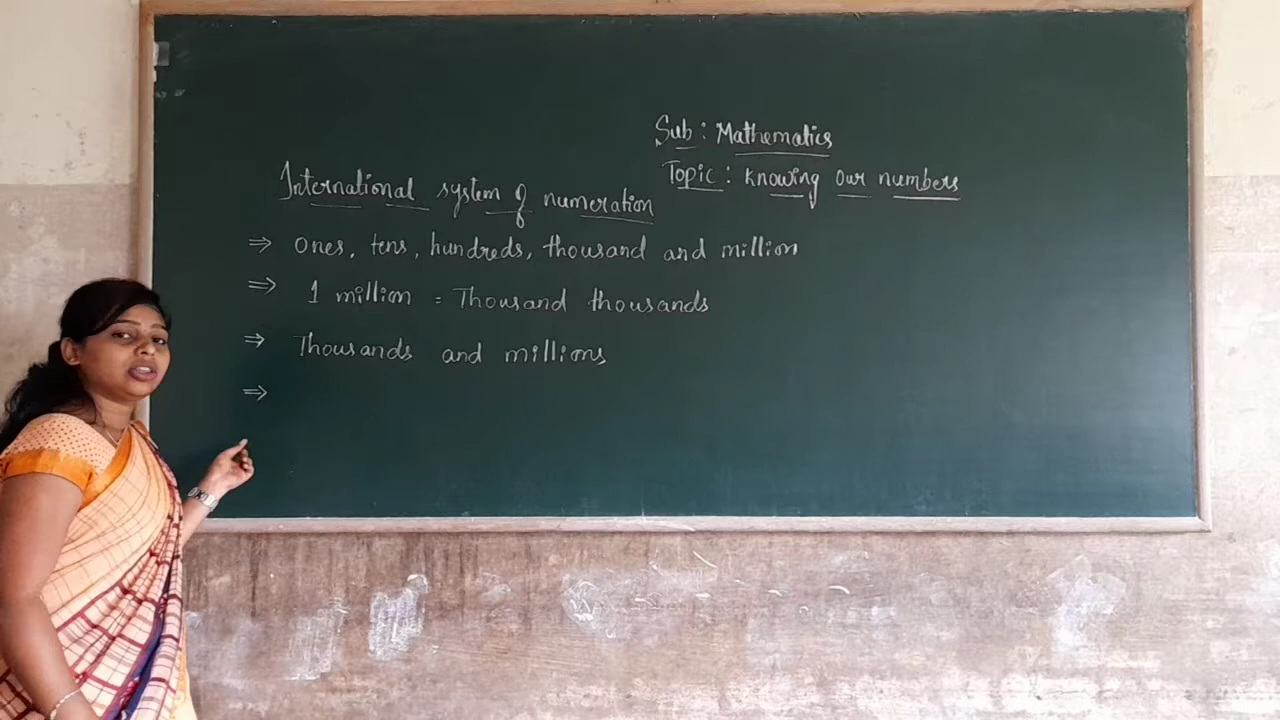 Sub : Mathematics
Topic : Knowing Our numbers
International system of numeration
⇒ Ones, tens, hundreds, thousand and million
⇒ 1 million = Thousand thousands
⇒ Thousands and millions
⇒